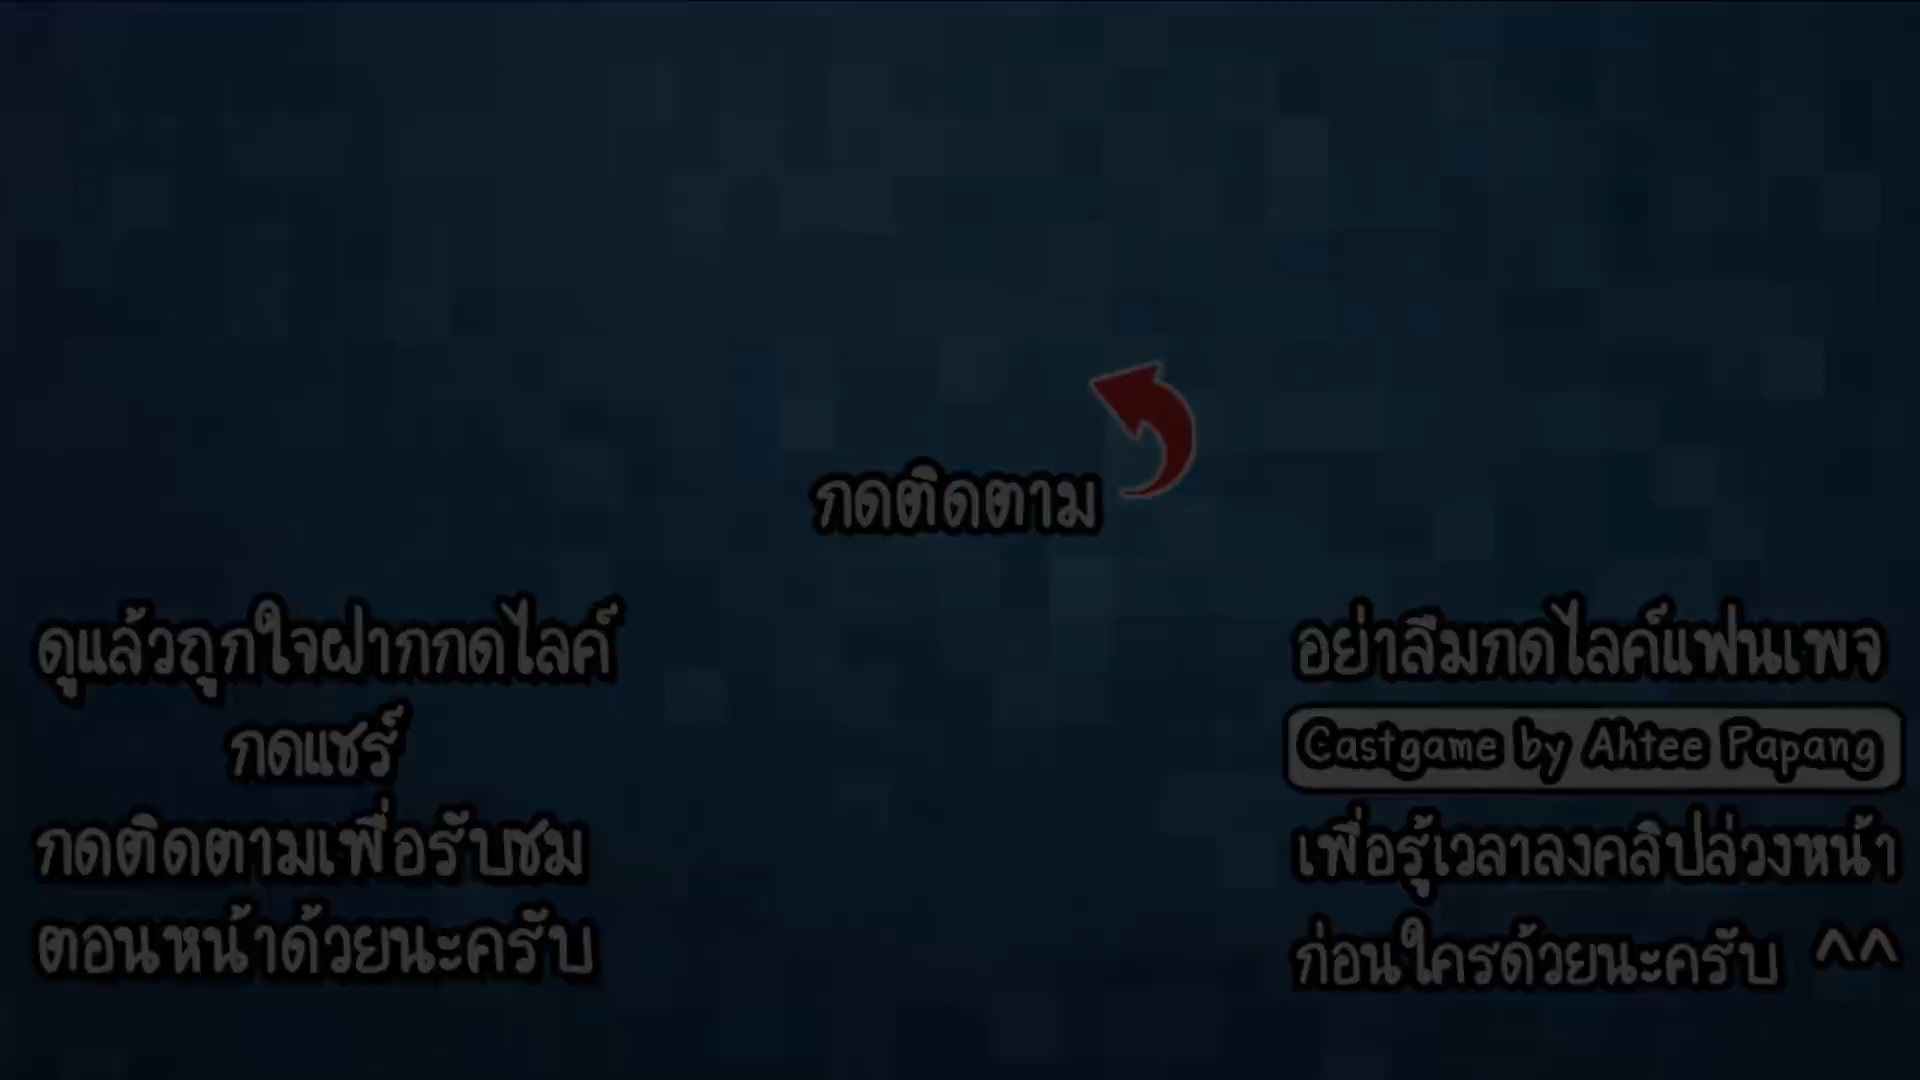 กดติดตาม
ดูแล้วถูกใจฝากกดไลค์
กดแชร์
กดติดตามเพื่อรับชม
ตอนหน้าด้วยนะครับ
อย่าลืมกดไลค์แฟนเพจ
Castgame by Ahtee Papang
เพื่อรู้เวลาลงคลิปล่วงหน้า
ก่อนใครด้วยนะครับ ^^